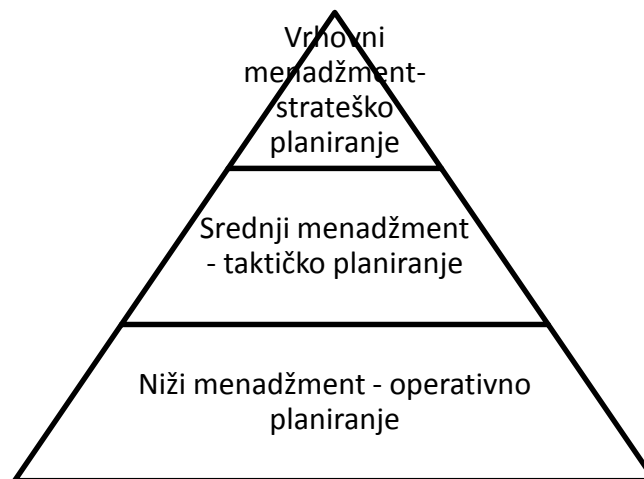 Vrhovni
menadžment-
strateško
planiranje
Srednji menadžment
- taktičko planiranje
Niži menadžment - operativno
planiranje